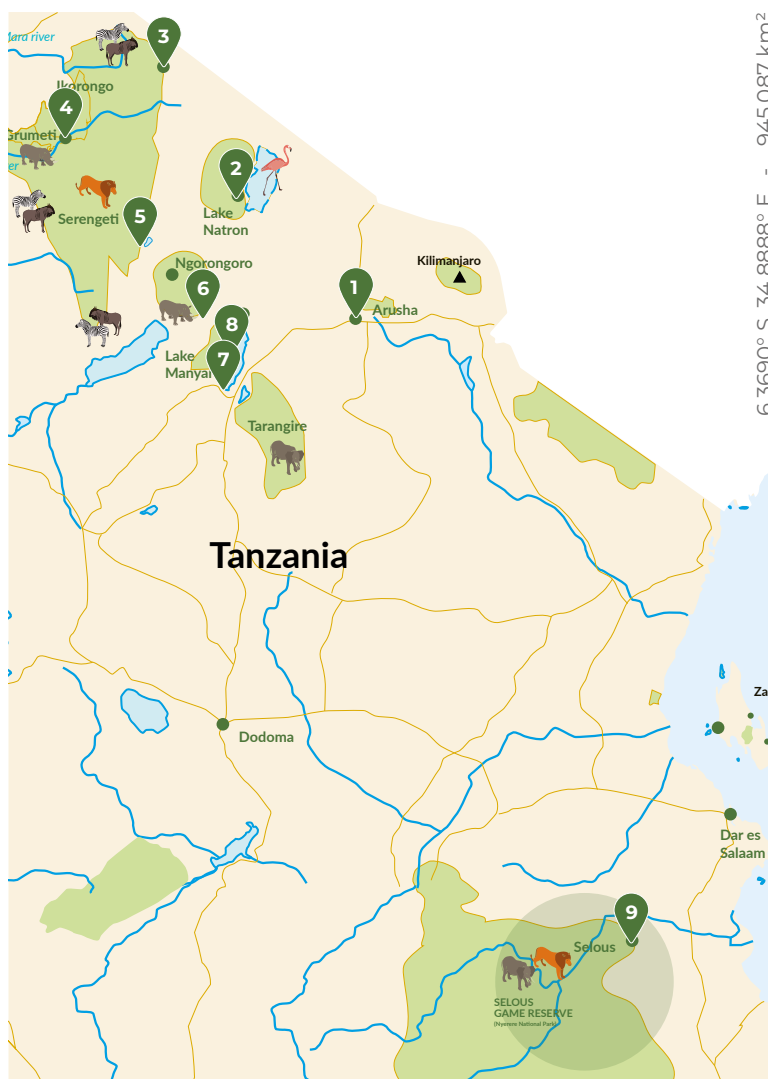 Mara river
3
Ikorongo
4
Grumeti
er
2
Serengeti
5
Lake
Natron
Ngorongoro
Kilimanjaro
6
1
Arusha
8
Lake
7
Tarangire
Tanzania
Dodoma
Za
Dar es
Salaam
9
Selous
SELOUS
GAME RESERVE
(Nyerere National Park)
6.3690° S, 34.8888° E - 945.087 km²